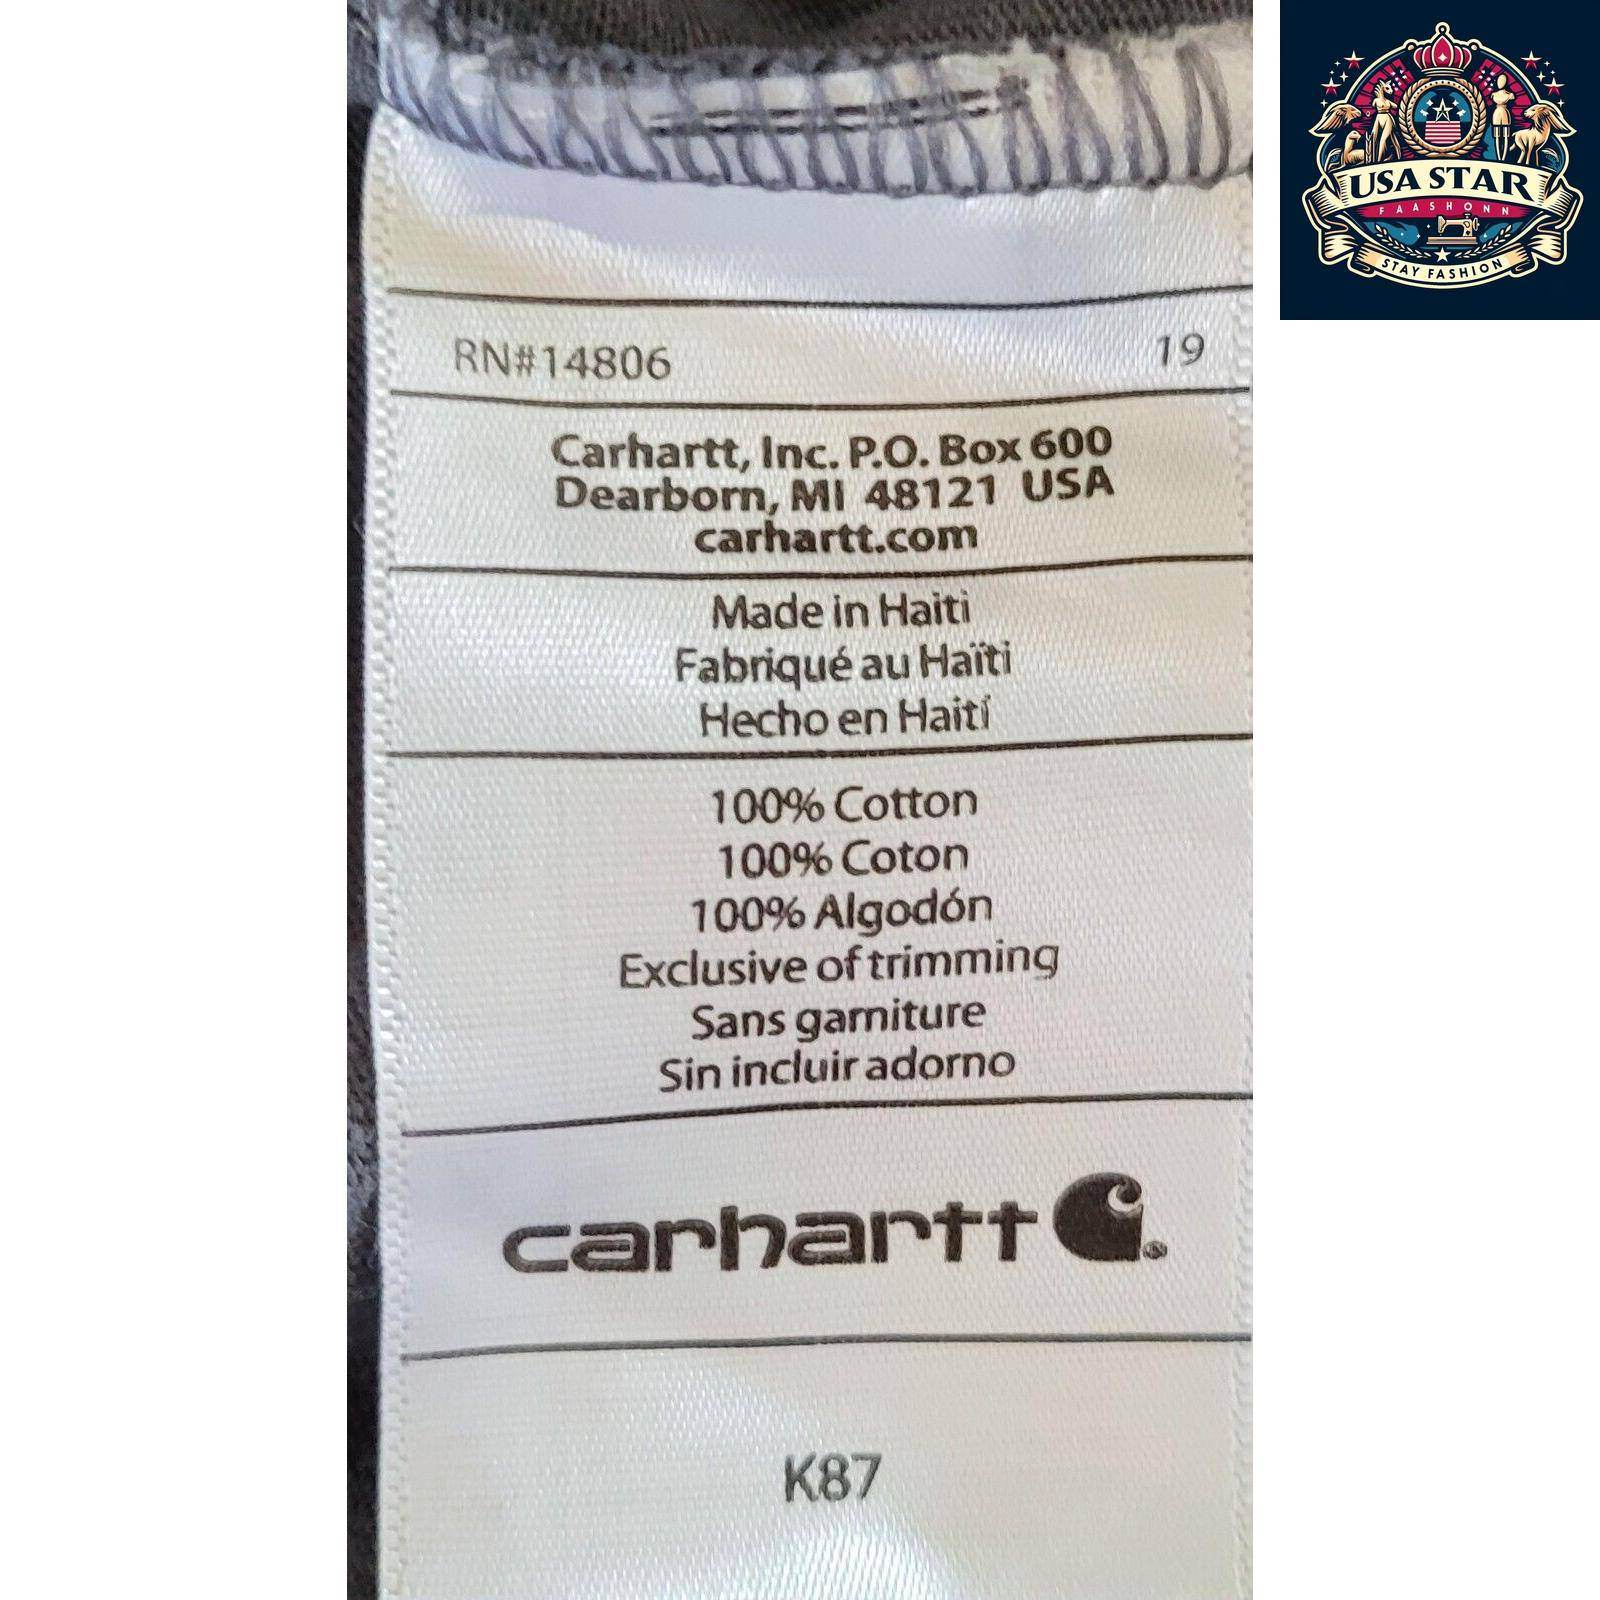 USA STAR
FAASHONN
STAY FASHION
RN#14806 19
Carhartt, Inc. P.O. Box 600
Dearborn, MI 48121 USA
carhartt.com
Made in Haiti
Fabriqué au Haïti
Hecho en Haití
100% Cotton
100% Coton
100% Algodón
Exclusive of trimming
Sans garniture
Sin incluir adorno
carhartt
K87